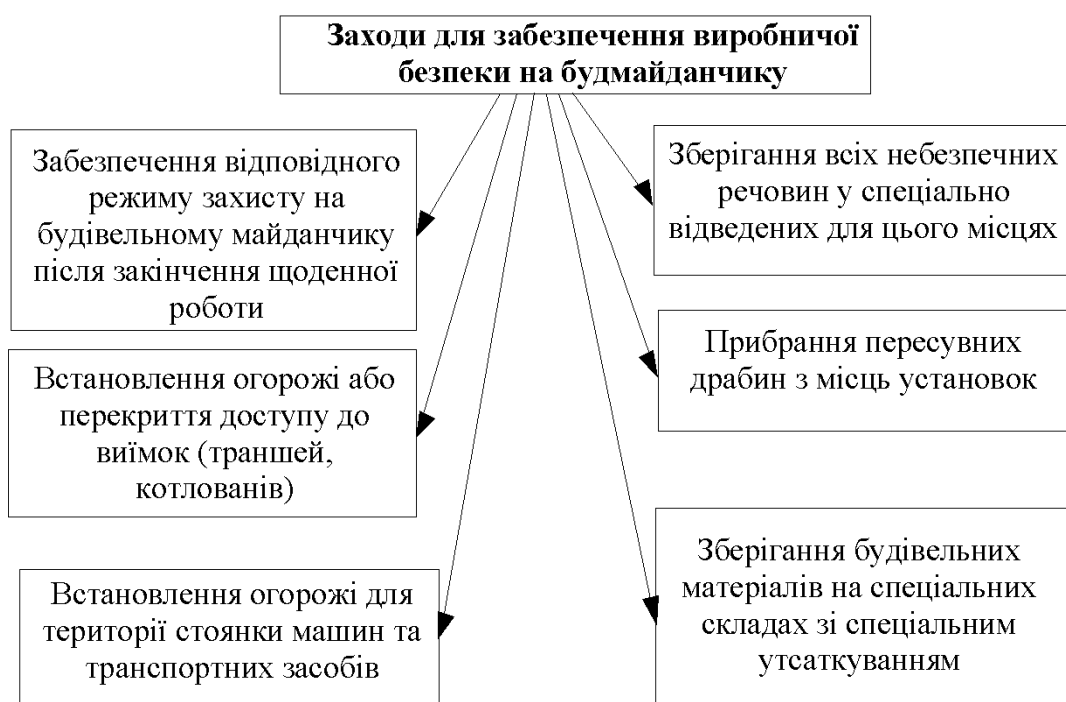 Заходи для забезпечення виробничої
безпеки на будмайданчику
Забезпечення відповідного
режиму захисту на
будівельному майданчику
після закінчення щоденної
роботи
Встановлення огорожі або
перекриття доступу до
виїмок (траншей,
котлованів)
Встановлення огорожі для
території стоянки машин та
транспортних засобів
Зберігання всіх небезпечних
речовин у спеціально
відведених для цього місцях
Прибрання пересувних
драбин з місць установок
Зберігання будівельних
матеріалів на спеціальних
складах зі спеціальним
утсаткуванням